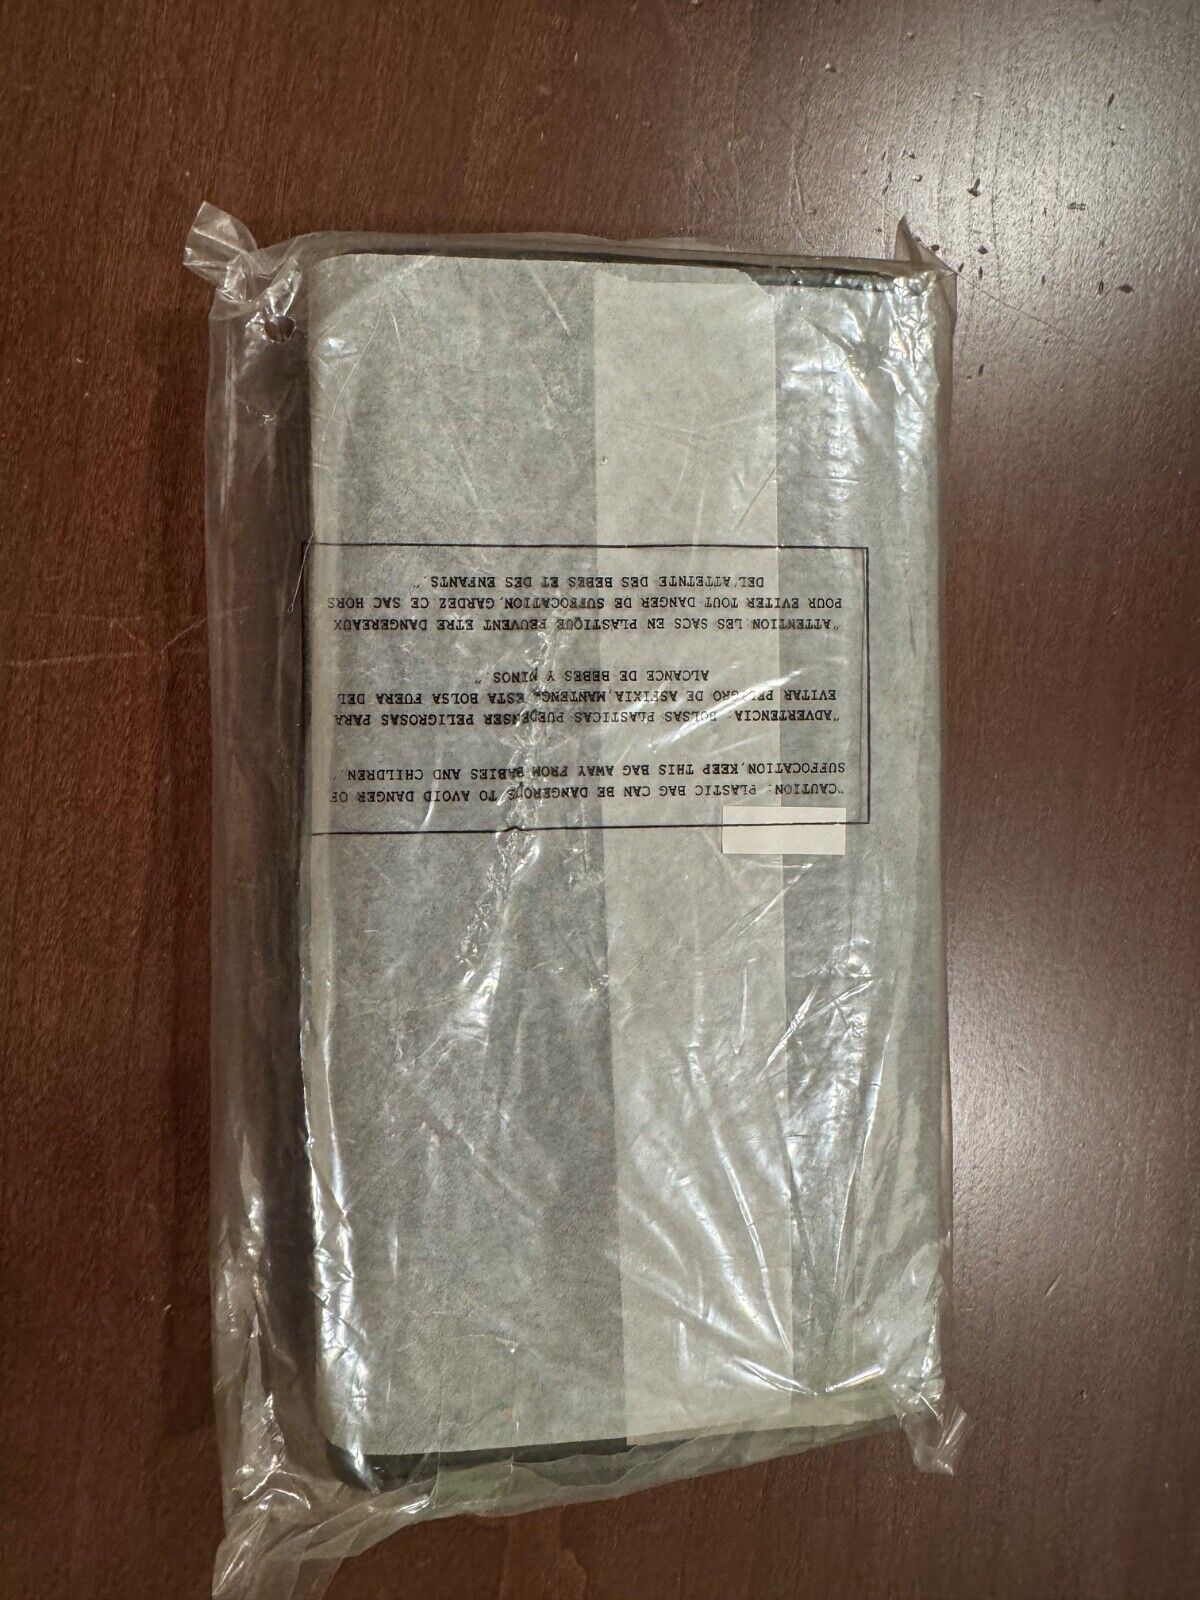 "CAUTION: PLASTIC BAG CAN BE DANGEROUS TO AVOID DANGER OF
SUFFOCATION,KEEP THIS BAG AWAY FROM BABIES AND CHILDREN."
"ADVERTENCIA: BOLSAS PLASTICAS PUEDENSER PELIGROSAS PARA
EVITAR PELIGRO DE ASFIXIA,MANTENGA ESTA BOLSA FUERA DEL
ALCANCE DE BEBES Y NINOS "
"ATTENTION:LES SACS EN PLASTIQUE PEUVENT ETRE DANGEREAUX
POUR EVITER TOUT DANGER DE SUFFOCATION,GARDEZ CE SAC HORS
DEL'ATTETNTE DES BEBES ET DES ENFANTS."